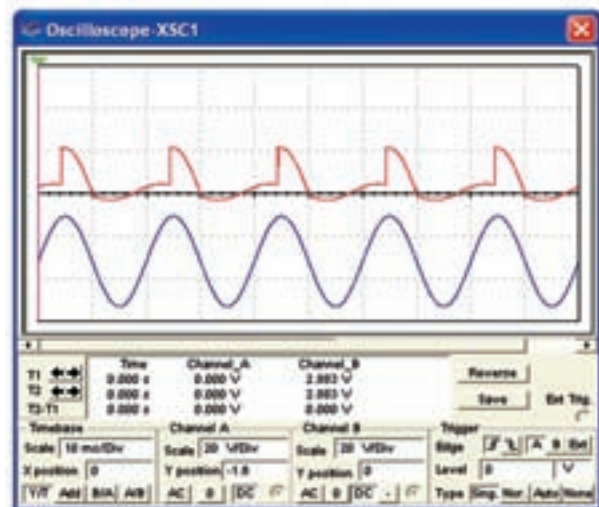 Oscilloscope-XSC1
Time Channel_A Channel_B
T1 0.000 s 0.000 V 2.003 V
T2 0.000 s 0.000 V 2.003 V
T2-T1 0.000 s 0.000 V 0.000 V
Reverse
Save
Ext Trig.
Timebase
Scale 10 ms/Div
X position 0
Y/T Add B/A A/B
Channel A
Scale 20 V/Div
Y position -1.6
AC 0 DC
Channel B
Scale 20 V/Div
Y position 0
AC 0 DC -
Trigger
Edge A B Ext
Level 0 V
Type Sing. Nor. Auto None